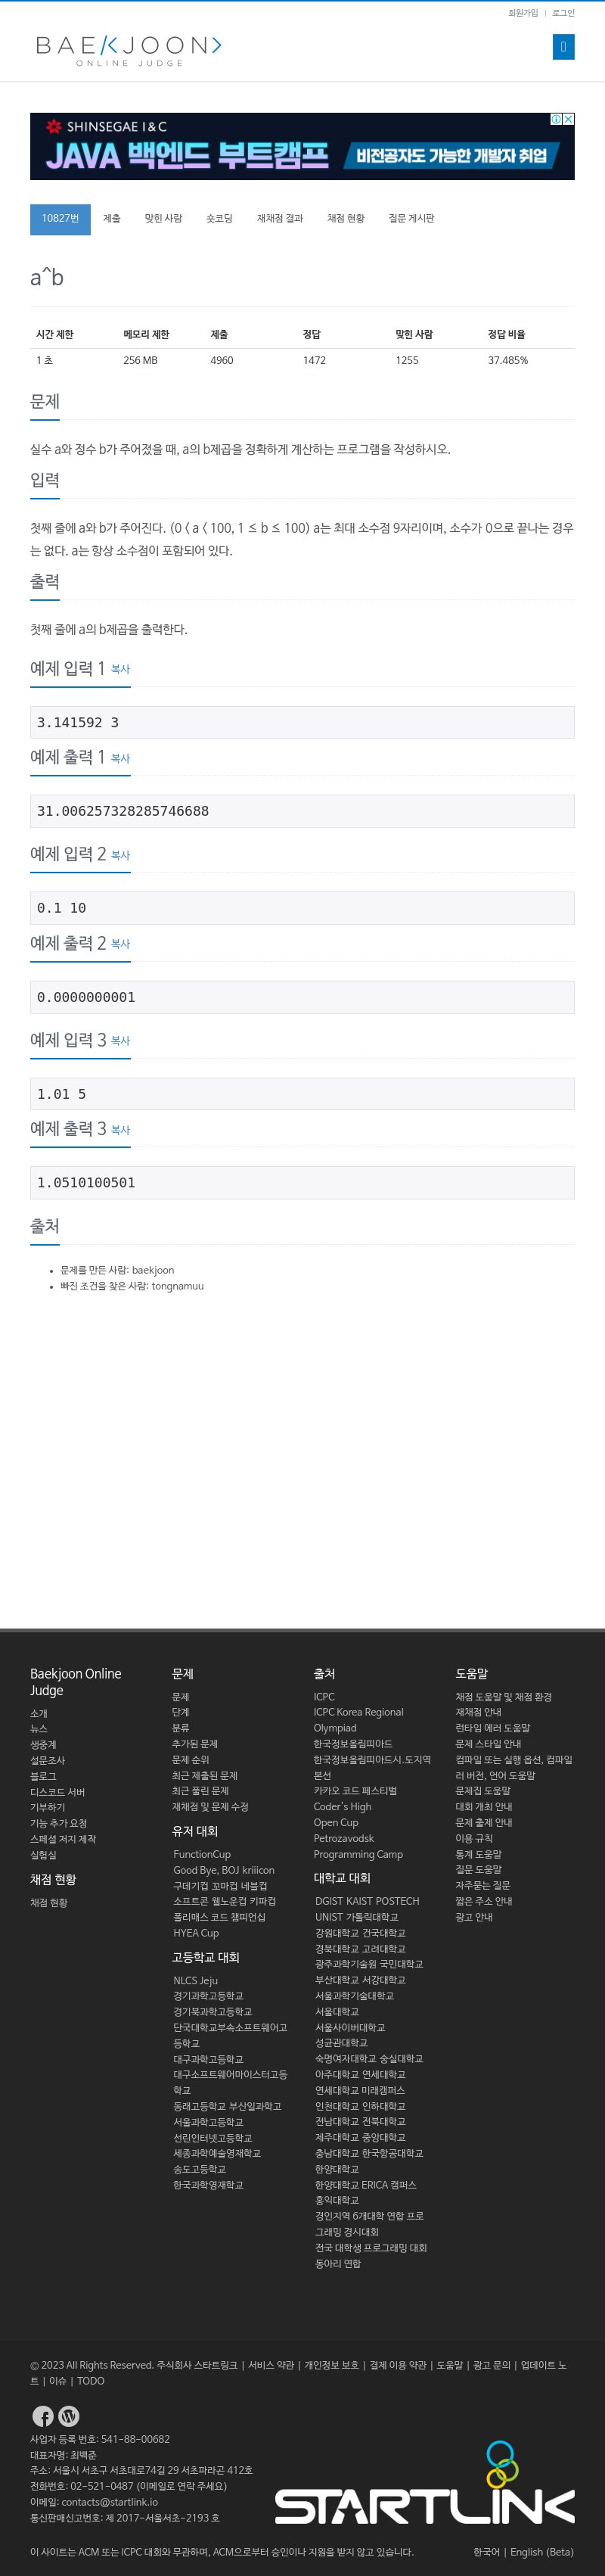 회원가입 | 로그인
BAEKJOON>
ONLINE JUDGE
SHINSEGAE I&C
JAVA 백엔드 부트캠프
비전공자도 가능한 개발자 취업
10827번 제출 맞힌 사람 숏코딩 재채점 결과 채점 현황 질문 게시판
a^b
시간 제한 메모리 제한 제출 정답 맞힌 사람 정답 비율
1 초 256 MB 4960 1472 1255 37.485%
문제
실수 a와 정수 b가 주어졌을 때, a의 b제곱을 정확하게 계산하는 프로그램을 작성하시오.
입력
첫째 줄에 a와 b가 주어진다. (0 < a < 100, 1 ≤ b ≤ 100) a는 최대 소수점 9자리이며, 소수가 0으로 끝나는 경우
는 없다. a는 항상 소수점이 포함되어 있다.
출력
첫째 줄에 a의 b제곱을 출력한다.
예제 입력 1 복사
3.141592 3
예제 출력 1 복사
31.006257328285746688
예제 입력 2 복사
0.1 10
예제 출력 2 복사
0.0000000001
예제 입력 3 복사
1.01 5
예제 출력 3 복사
1.0510100501
출처
• 문제를 만든 사람: baekjoon
• 빠진 조건을 찾은 사람: tongnamuu
Baekjoon Online
Judge
소개
뉴스
생중계
설문조사
블로그
디스코드 서버
기부하기
기능 추가 요청
스페셜 저지 제작
실험실
채점 현황
채점 현황
문제
문제
단계
분류
추가된 문제
문제 순위
최근 제출된 문제
최근 풀린 문제
재채점 및 문제 수정
유저 대회
FunctionCup
Good Bye, BOJ kriiicon
구데기컵 꼬마컵 네블컵
소프트콘 웰노운컵 키파컵
폴리매스 코드 챔피언십
HYEA Cup
고등학교 대회
NLCS Jeju
경기과학고등학교
경기북과학고등학교
단국대학교부속소프트웨어고
등학교
대구과학고등학교
대구소프트웨어마이스터고등
학교
동래고등학교 부산일과학고
서울과학고등학교
선린인터넷고등학교
세종과학예술영재학교
송도고등학교
한국과학영재학교
출처
ICPC
ICPC Korea Regional
Olympiad
한국정보올림피아드
한국정보올림피아드시.도지역
본선
카카오 코드 페스티벌
Coder's High
Open Cup
Petrozavodsk
Programming Camp
대학교 대회
DGIST KAIST POSTECH
UNIST 가톨릭대학교
강원대학교 건국대학교
경북대학교 고려대학교
광주과학기술원 국민대학교
부산대학교 서강대학교
서울과학기술대학교
서울대학교
서울사이버대학교
성균관대학교
숙명여자대학교 숭실대학교
아주대학교 연세대학교
연세대학교 미래캠퍼스
인천대학교 인하대학교
전남대학교 전북대학교
제주대학교 중앙대학교
충남대학교 한국항공대학교
한양대학교
한양대학교 ERICA 캠퍼스
홍익대학교
경인지역 6개대학 연합 프로
그래밍 경시대회
전국 대학생 프로그래밍 대회
동아리 연합
도움말
채점 도움말 및 채점 환경
재채점 안내
런타임 에러 도움말
문제 스타일 안내
컴파일 또는 실행 옵션, 컴파일
러 버전, 언어 도움말
문제집 도움말
대회 개최 안내
문제 출제 안내
이용 규칙
통계 도움말
질문 도움말
자주묻는 질문
짧은 주소 안내
광고 안내
© 2023 All Rights Reserved. 주식회사 스타트링크 | 서비스 약관 | 개인정보 보호 | 결제 이용 약관 | 도움말 | 광고 문의 | 업데이트 노
트 | 이슈 | TODO
사업자 등록 번호: 541-88-00682
대표자명: 최백준
주소: 서울시 서초구 서초대로74길 29 서초파라곤 412호
전화번호: 02-521-0487 (이메일로 연락 주세요)
이메일: contacts@startlink.io
통신판매신고번호: 제 2017-서울서초-2193 호
STARTLINK
이 사이트는 ACM 또는 ICPC 대회와 무관하며, ACM으로부터 승인이나 지원을 받지 않고 있습니다.
한국어 | English (Beta)